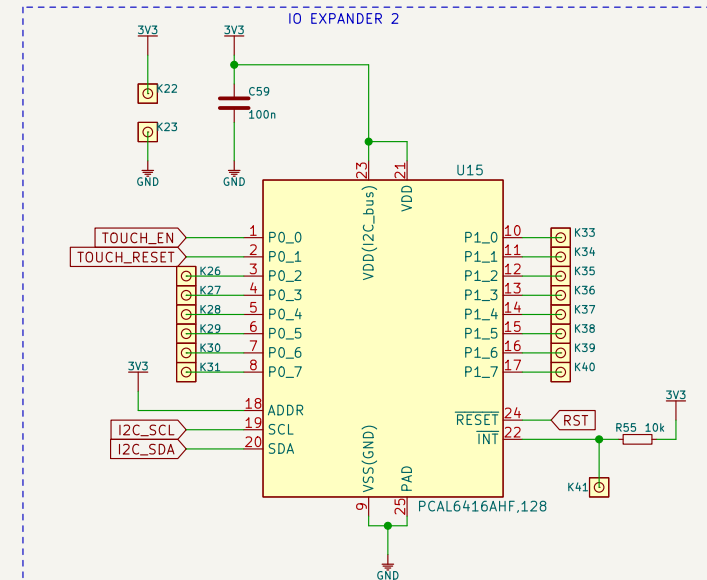 IO EXPANDER 2
3V3
3V3
K22
C59
100n
K23
GND
GND
23
21
U15
VDD(I2C_bus)
VDD
TOUCH_EN 1 P0_0 P1_0 10 K33
TOUCH_RESET 2 P0_1 P1_1 11 K34
K26 3 P0_2 P1_2 12 K35
K27 4 P0_3 P1_3 13 K36
K28 5 P0_4 P1_4 14 K37
K29 6 P0_5 P1_5 15 K38
K30 7 P0_6 P1_6 16 K39
K31 8 P0_7 P1_7 17 K40
3V3
18 ADDR
I2C_SCL 19 SCL
I2C_SDA 20 SDA
RESET 24 RST
INT 22
R55 10k
3V3
K41
VSS(GND)
PAD
9
25
PCAL6416AHF,128
GND